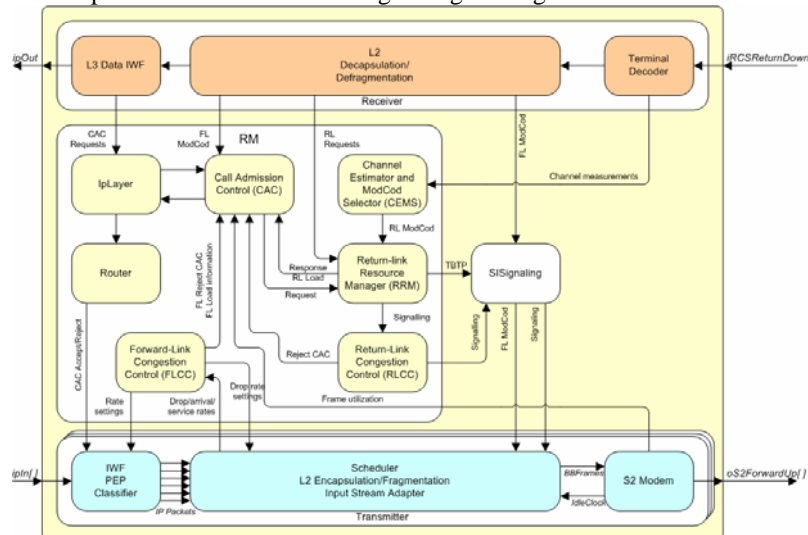 ipOut
L3 Data IWF
L2
Decapsulation/
Defragmentation
Terminal
Decoder
iRCSReturnDown
Receiver
CAC
Requests
FL
ModCod
RM
RL
Requests
FL ModCod
Channel measurements
IpLayer
Call Admission
Control (CAC)
Channel
Estimator and
ModCod
Selector (CEMS)
RL ModCod
Router
FL Reject CAC
FL Load information
Response
RL Load
Request
Return-link
Resource
Manager (RRM)
TBTP
SISignaling
Signalling
CAC Accept/Reject
Forward-Link
Congestion
Control (FLCC)
Reject CAC
Return-Link
Congestion
Control (RLCC)
Signalling
FL ModCod
Signaling
Rate
settings
Drop/arrival/
service rates
Drop rate
settings
Frame utilization
ipIn[ ]
IWF
PEP
Classifier
IP Packets
Scheduler
L2 Encapsulation/Fragmentation
Input Stream Adapter
BBFrames
IdleClock
S2 Modem
oS2ForwardUp[ ]
Transmitter